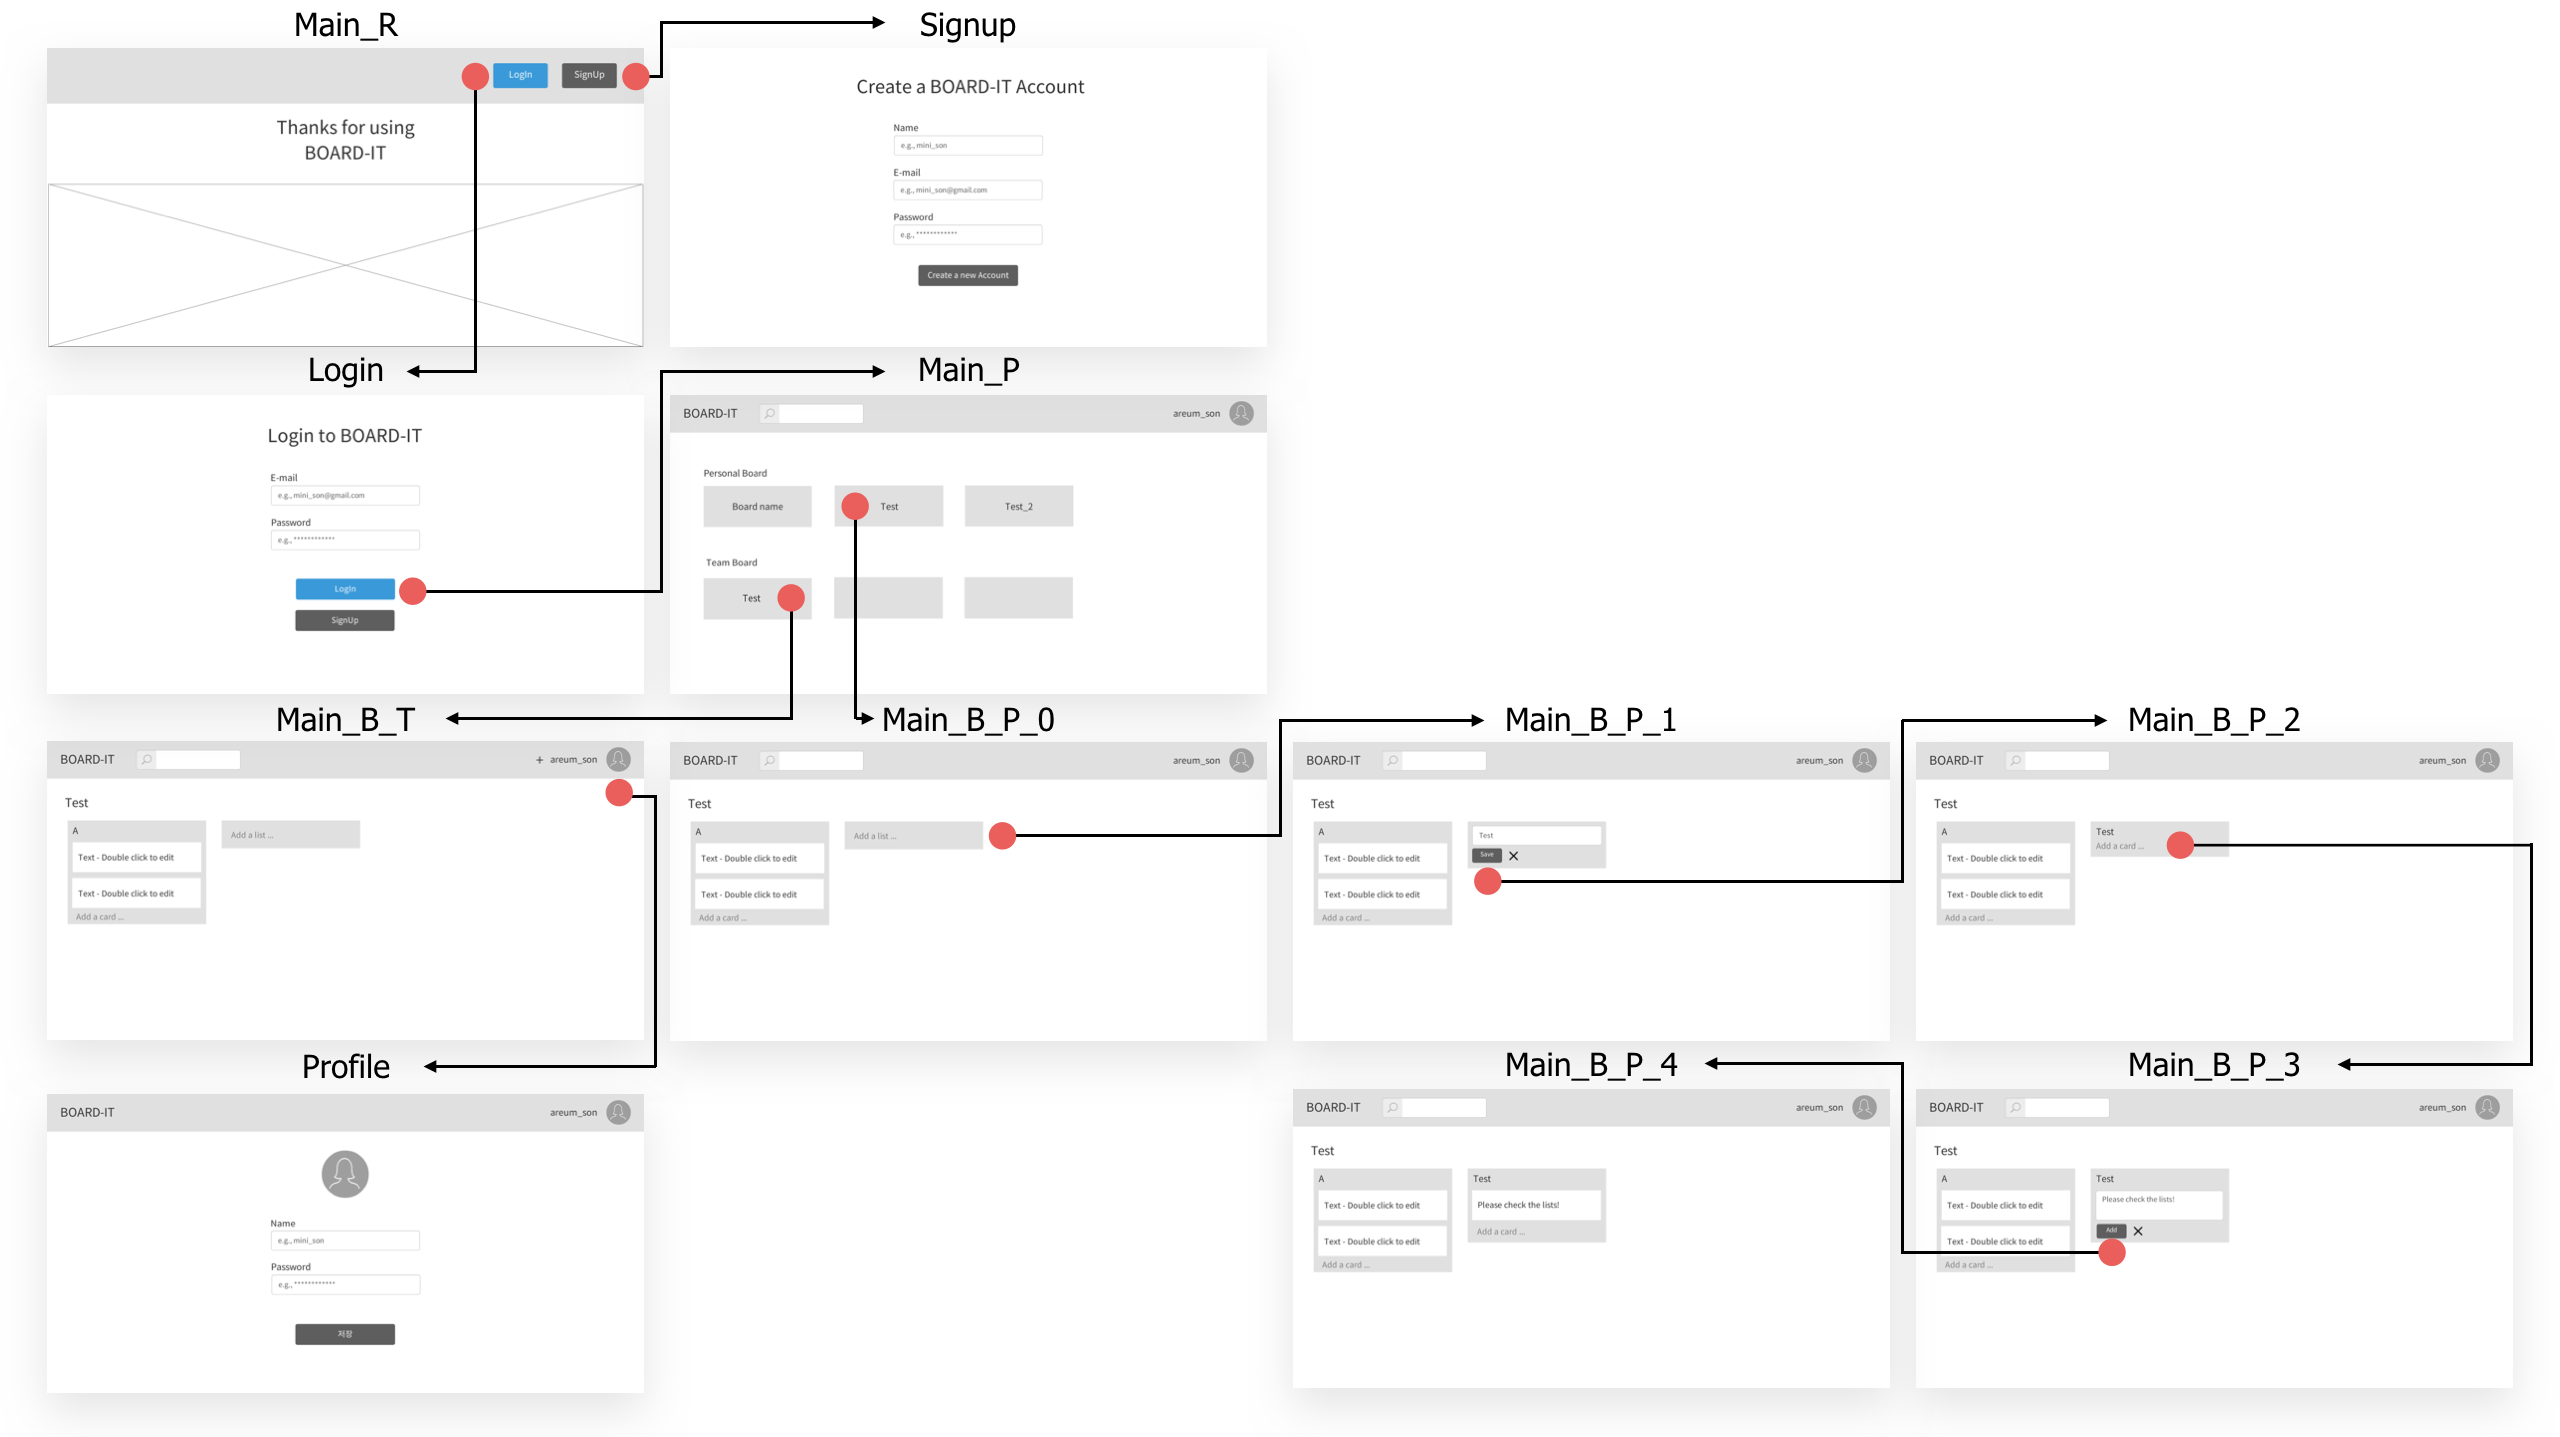 Main_R
LogIn
SignUp
Thanks for using
BOARD-IT
Signup
Create a BOARD-IT Account
Name
e.g., mini_son
E-mail
e.g., mini_son@gmail.com
Password
e.g., ************
Create a new Account
Login
Login to BOARD-IT
E-mail
e.g., mini_son@gmail.com
Password
e.g., ************
LogIn
SignUp
Main_P
BOARD-IT
areum_son
Personal Board
Board name
Test
Test_2
Team Board
Test
Main_B_T
BOARD-IT
+ areum_son
Test
A
Text - Double click to edit
Text - Double click to edit
Add a card ...
Add a list ...
Main_B_P_0
BOARD-IT
areum_son
Test
A
Text - Double click to edit
Text - Double click to edit
Add a card ...
Add a list ...
Main_B_P_1
BOARD-IT
areum_son
Test
A
Text - Double click to edit
Text - Double click to edit
Add a card ...
Test
Save
Main_B_P_2
BOARD-IT
areum_son
Test
A
Text - Double click to edit
Text - Double click to edit
Add a card ...
Test
Add a card ...
Profile
BOARD-IT
areum_son
Name
e.g., mini_son
Password
e.g., ************
저장
Main_B_P_4
BOARD-IT
areum_son
Test
A
Text - Double click to edit
Text - Double click to edit
Add a card ...
Test
Please check the lists!
Add a card ...
Main_B_P_3
BOARD-IT
areum_son
Test
A
Text - Double click to edit
Text - Double click to edit
Add a card ...
Test
Please check the lists!
Add